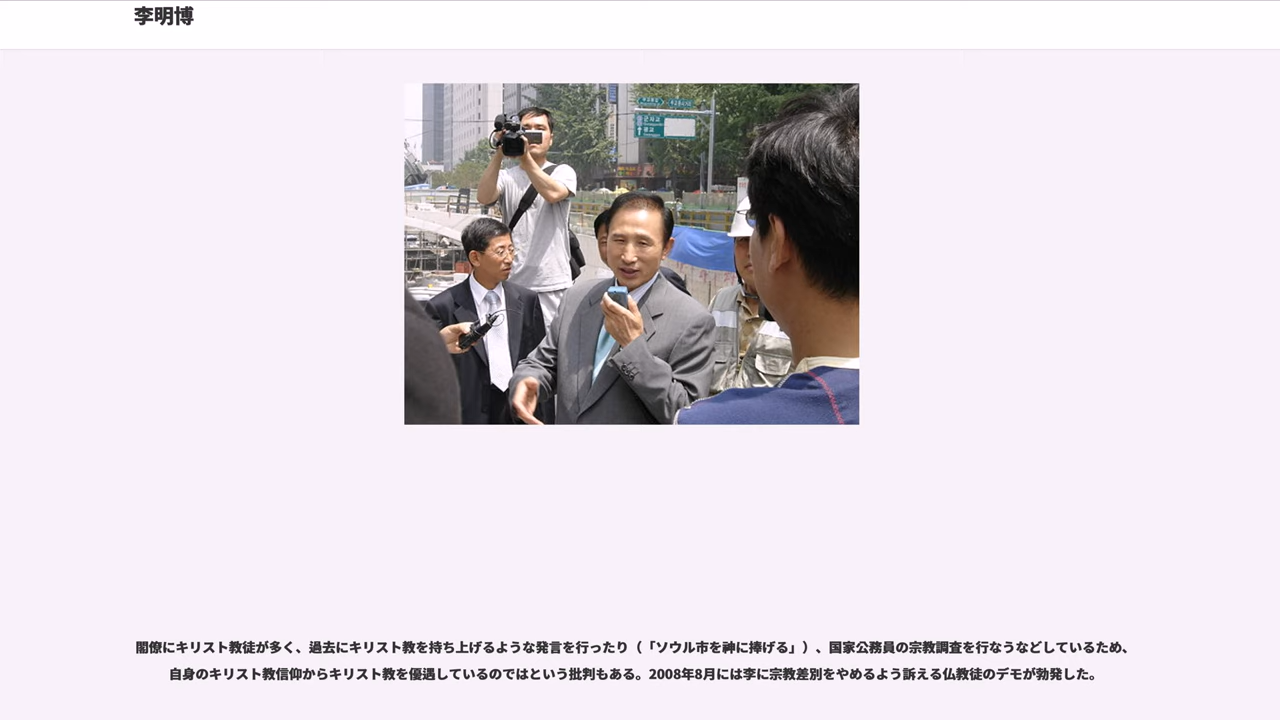 李明博
閣僚にキリスト教徒が多く、過去にキリスト教を持ち上げるような発言を行ったり（「ソウル市を神に捧げる」）、国家公務員の宗教調査を行なうなどしているため、
自身のキリスト教信仰からキリスト教を優遇しているのではという批判もある。2008年8月には李に宗教差別をやめるよう訴える仏教徒のデモが勃発した。